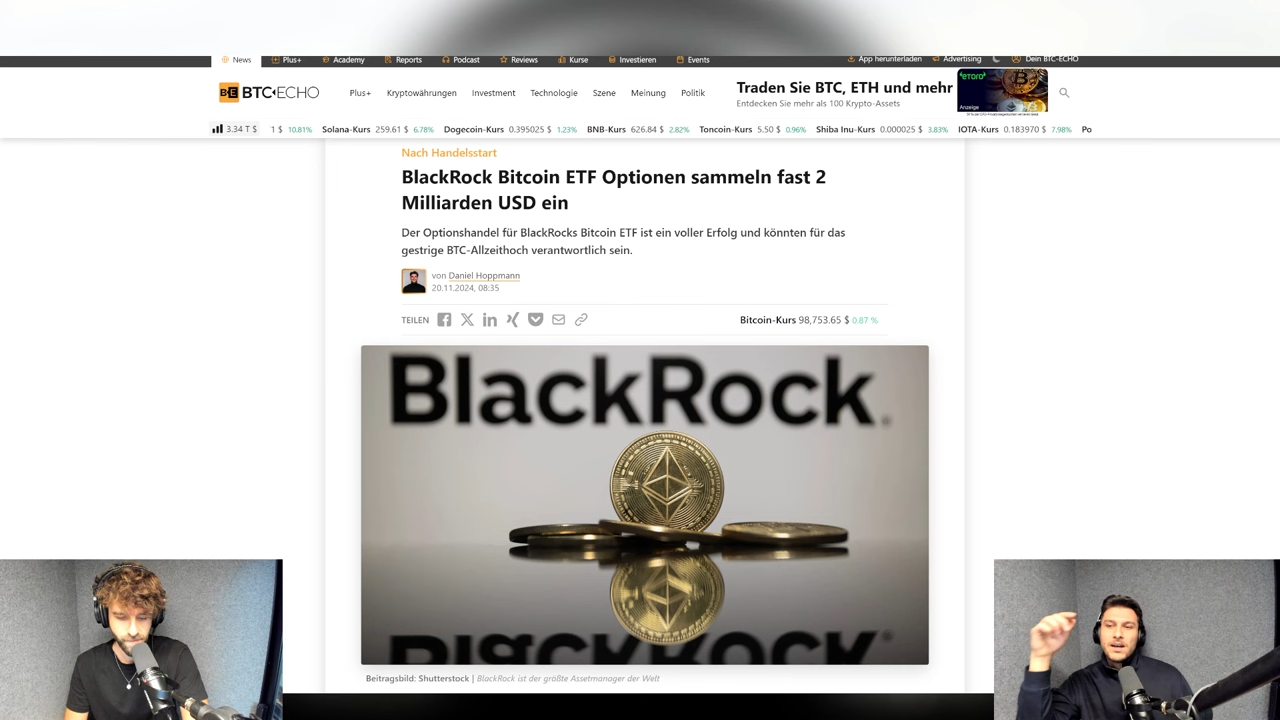 News Plus+ Academy Reports Podcast Reviews Kurse Investieren Events App herunterladen Advertising Dein BTC-ECHO
BE BTC-ECHO Plus+ Kryptowährungen Investment Technologie Szene Meinung Politik
Traden Sie BTC, ETH und mehr
Entdecken Sie mehr als 100 Krypto-Assets
eToro
Anzeige
3.34 T $ 1 $ 10.81% Solana-Kurs 259.61 $ 6.78% Dogecoin-Kurs 0.395025 $ 1.23% BNB-Kurs 626.84 $ 2.82% Toncoin-Kurs 5.50 $ 0.96% Shiba Inu-Kurs 0.000025 $ 3.83% IOTA-Kurs 0.183970 $ 7.98% Po
Nach Handelsstart
BlackRock Bitcoin ETF Optionen sammeln fast 2
Milliarden USD ein
Der Optionshandel für BlackRocks Bitcoin ETF ist ein voller Erfolg und könnten für das
gestrige BTC-Allzeithoch verantwortlich sein.
von Daniel Hoppmann
20.11.2024, 08:35
TEILEN Bitcoin-Kurs 98,753.65 $ 0.87 %
BlackRock.
Beitragsbild: Shutterstock | BlackRock ist der größte Assetmanager der Welt